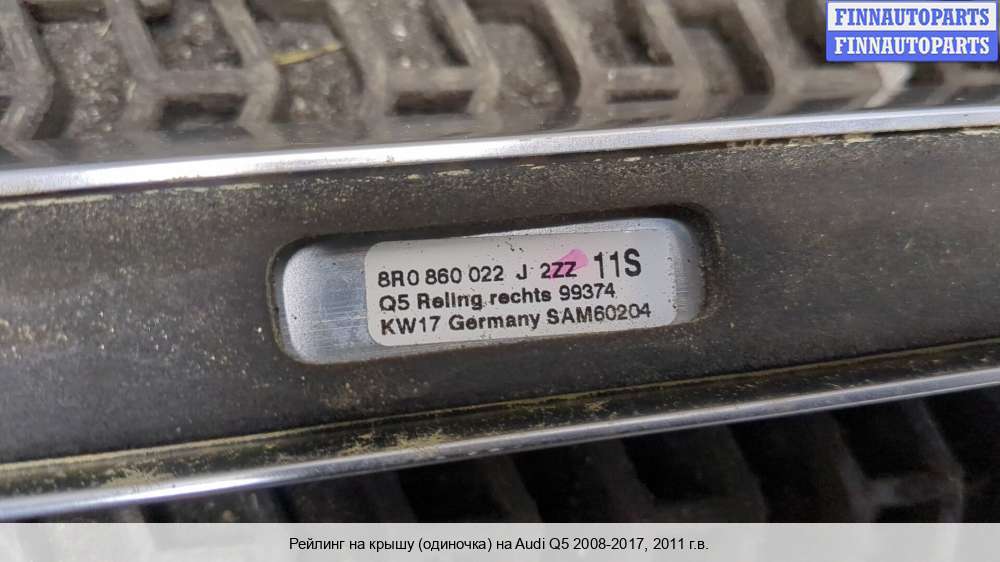 FINNAUTOPARTS
FINNAUTOPARTS
8R0 860 022 J 2ZZ 11S
Q5 Reling rechts 99374
KW17 Germany SAM60204
Рейлинг на крышу (одиночка) на Audi Q5 2008-2017, 2011 г.в.